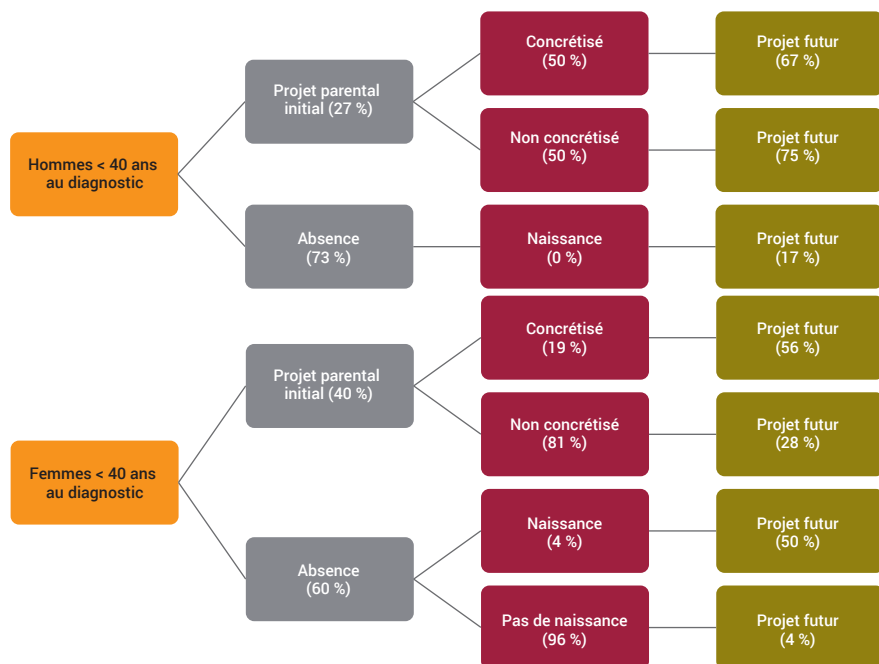 Hommes < 40 ans
au diagnostic
Projet parental
initial (27 %)
Concrétisé
(50 %)
Projet futur
(67 %)
Non concrétisé
(50 %)
Projet futur
(75 %)
Absence
(73 %)
Naissance
(0 %)
Projet futur
(17 %)
Femmes < 40 ans
au diagnostic
Projet parental
initial (40 %)
Concrétisé
(19 %)
Projet futur
(56 %)
Non concrétisé
(81 %)
Projet futur
(28 %)
Absence
(60 %)
Naissance
(4 %)
Projet futur
(50 %)
Pas de naissance
(96 %)
Projet futur
(4 %)